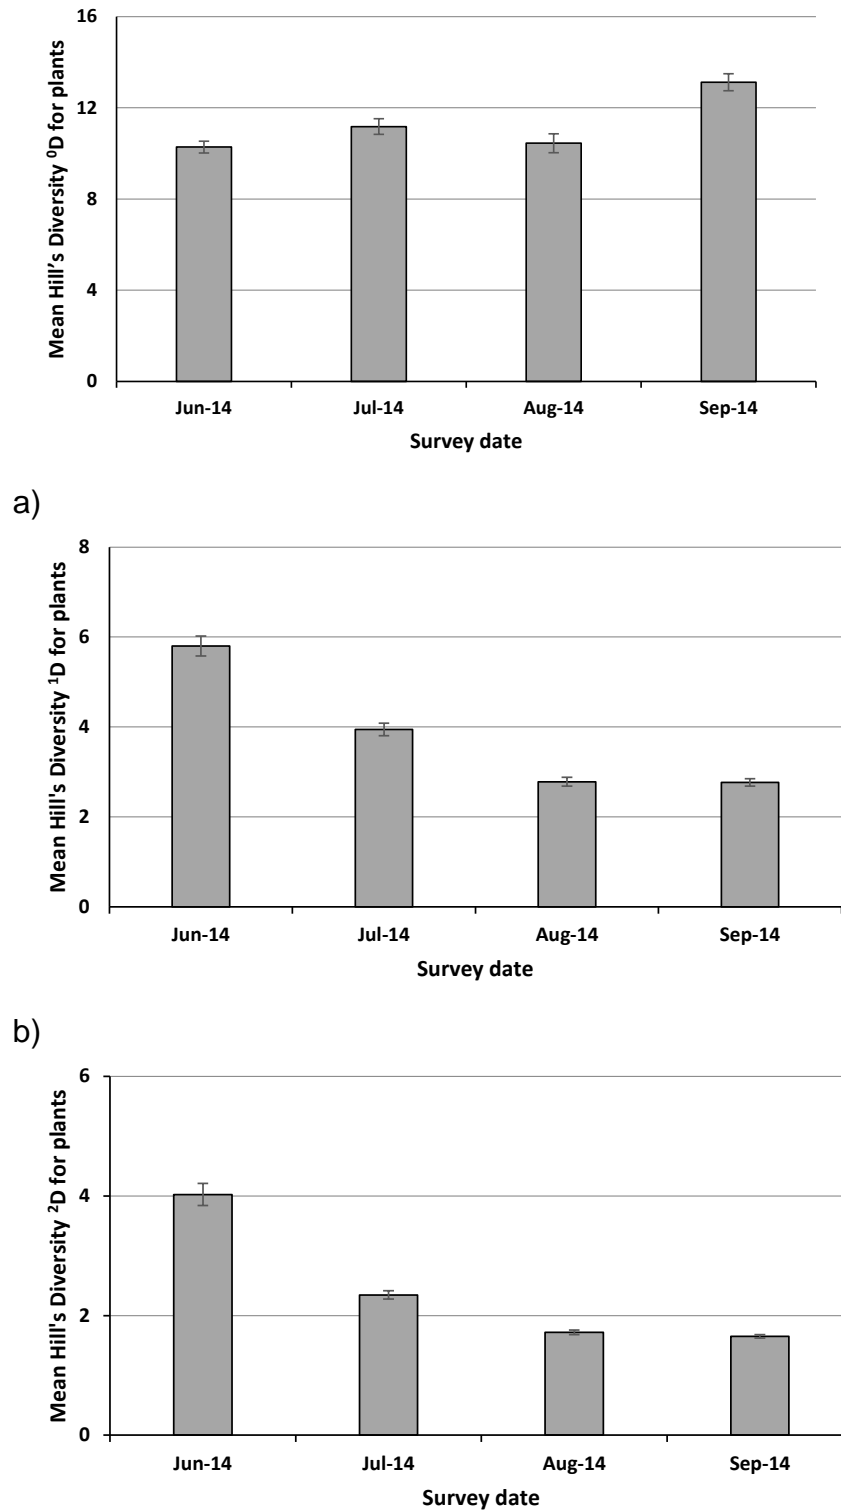 Mean Hill’s Diversity ⁰D for plants
16
12
8
4
0
Jun-14 Jul-14 Aug-14 Sep-14
Survey date
a)
Mean Hill's Diversity ¹D for plants
8
6
4
2
0
Jun-14 Jul-14 Aug-14 Sep-14
Survey date
b)
Mean Hill's Diversity ²D for plants
6
4
2
0
Jun-14 Jul-14 Aug-14 Sep-14
Survey date